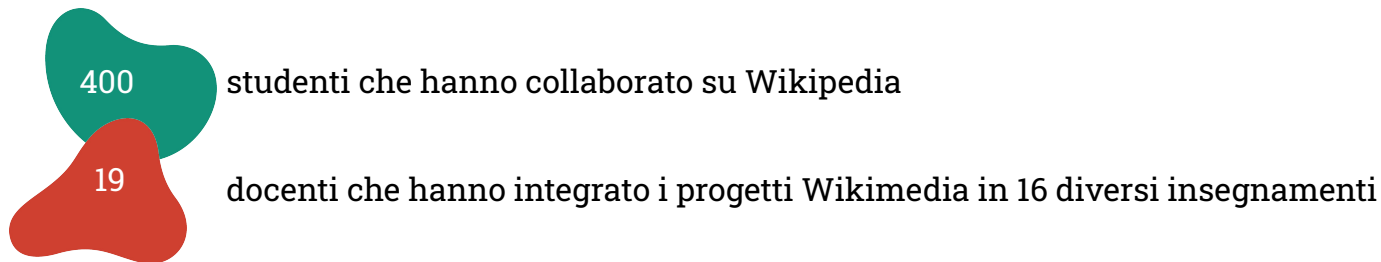 400 studenti che hanno collaborato su Wikipedia
19 docenti che hanno integrato i progetti Wikimedia in 16 diversi insegnamenti